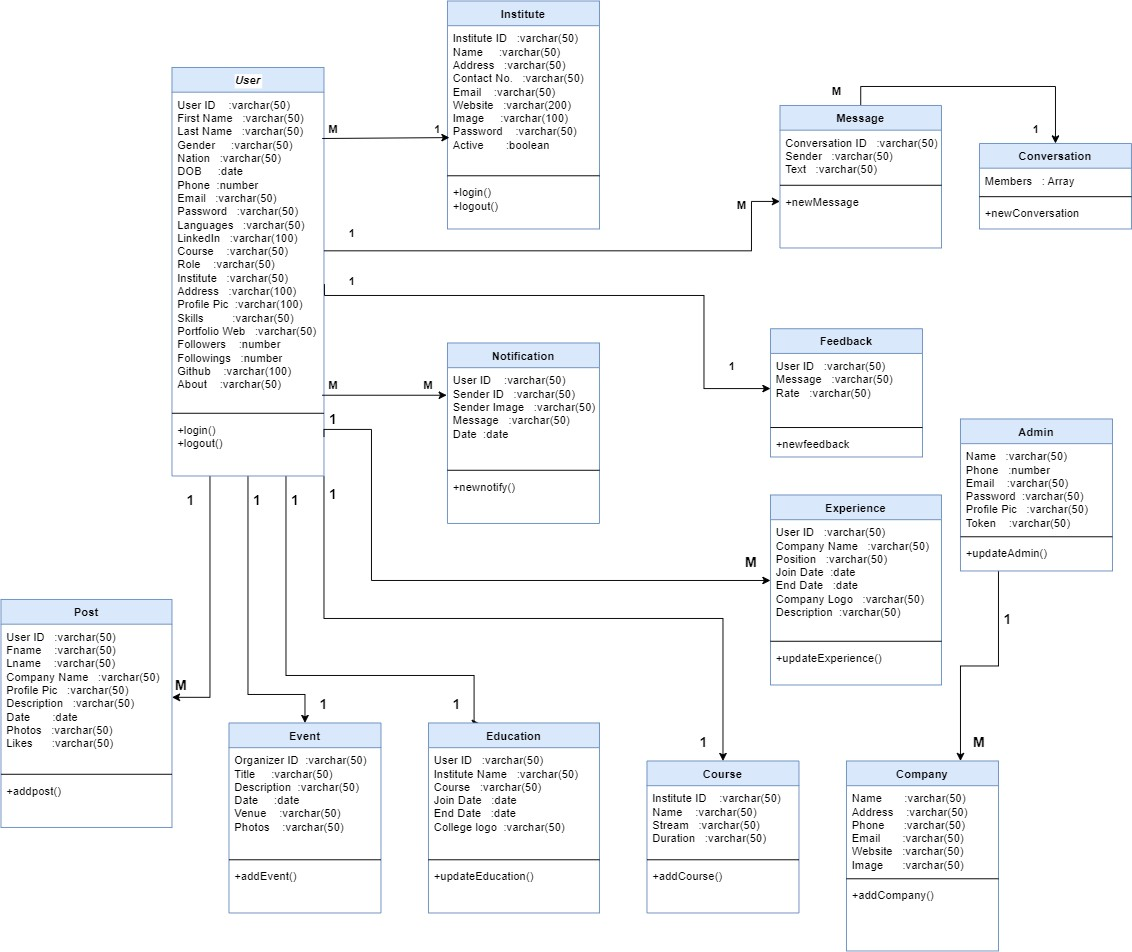 Institute
Institute ID :varchar(50)
Name :varchar(50)
Address :varchar(50)
Contact No. :varchar(50)
Email :varchar(50)
Website :varchar(200)
Image :varchar(100)
Password :varchar(50)
Active :boolean
+login()
+logout()
User
User ID :varchar(50)
First Name :varchar(50)
Last Name :varchar(50)
Gender :varchar(50)
Nation :varchar(50)
DOB :date
Phone :number
Email :varchar(50)
Password :varchar(50)
Languages :varchar(50)
LinkedIn :varchar(100)
Course :varchar(50)
Role :varchar(50)
Institute :varchar(50)
Address :varchar(100)
Profile Pic :varchar(100)
Skills :varchar(50)
Portfolio Web :varchar(50)
Followers :number
Followings :number
Github :varchar(100)
About :varchar(50)
+login()
+logout()
M
1
M
1
Message
Conversation ID :varchar(50)
Sender :varchar(50)
Text :varchar(50)
+newMessage
Conversation
Members : Array
+newConversation
1
M
1
1
Feedback
User ID :varchar(50)
Message :varchar(50)
Rate :varchar(50)
+newfeedback
Notification
User ID :varchar(50)
Sender ID :varchar(50)
Sender Image :varchar(50)
Message :varchar(50)
Date :date
+newnotify()
M
M
1
M
Experience
User ID :varchar(50)
Company Name :varchar(50)
Position :varchar(50)
Join Date :date
End Date :date
Company Logo :varchar(50)
Description :varchar(50)
+updateExperience()
Admin
Name :varchar(50)
Phone :number
Email :varchar(50)
Password :varchar(50)
Profile Pic :varchar(50)
Token :varchar(50)
+updateAdmin()
1
M
1
1
1
1
Post
User ID :varchar(50)
Fname :varchar(50)
Lname :varchar(50)
Company Name :varchar(50)
Profile Pic :varchar(50)
Description :varchar(50)
Date :date
Photos :varchar(50)
Likes :varchar(50)
+addpost()
M
1
1
1
Event
Organizer ID :varchar(50)
Title :varchar(50)
Description :varchar(50)
Date :date
Venue :varchar(50)
Photos :varchar(50)
+addEvent()
Education
User ID :varchar(50)
Institute Name :varchar(50)
Course :varchar(50)
Join Date :date
End Date :date
College logo :varchar(50)
+updateEducation()
Course
Institute ID :varchar(50)
Name :varchar(50)
Stream :varchar(50)
Duration :varchar(50)
+addCourse()
Company
Name :varchar(50)
Address :varchar(50)
Phone :varchar(50)
Email :varchar(50)
Website :varchar(50)
Image :varchar(50)
+addCompany()